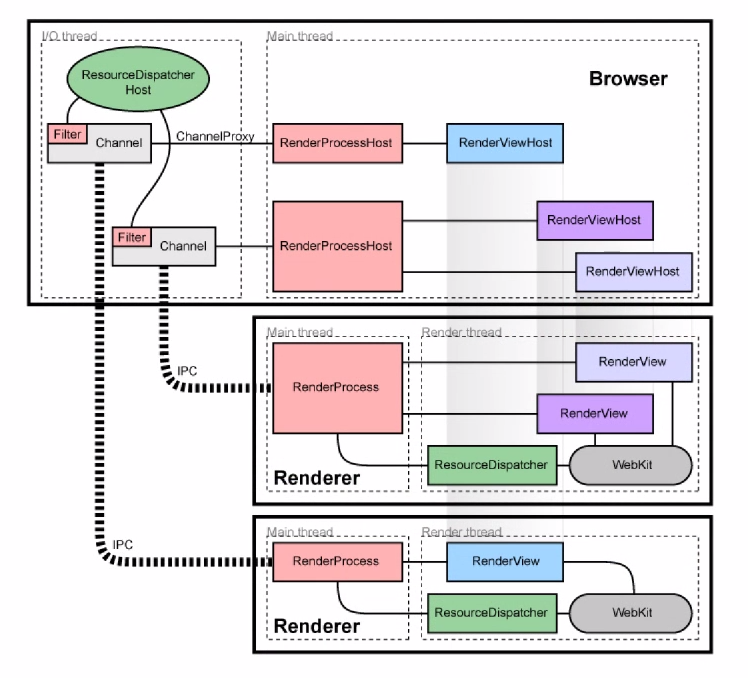 I/O thread
Main thread
ResourceDispatcher
Host
Browser
Filter
Channel
ChannelProxy
RenderProcessHost
RenderViewHost
RenderViewHost
Filter
Channel
RenderProcessHost
RenderViewHost
Main thread
Render thread
RenderView
IPC
RenderProcess
RenderView
ResourceDispatcher
WebKit
Renderer
Main thread
Render thread
IPC
RenderProcess
RenderView
ResourceDispatcher
WebKit
Renderer